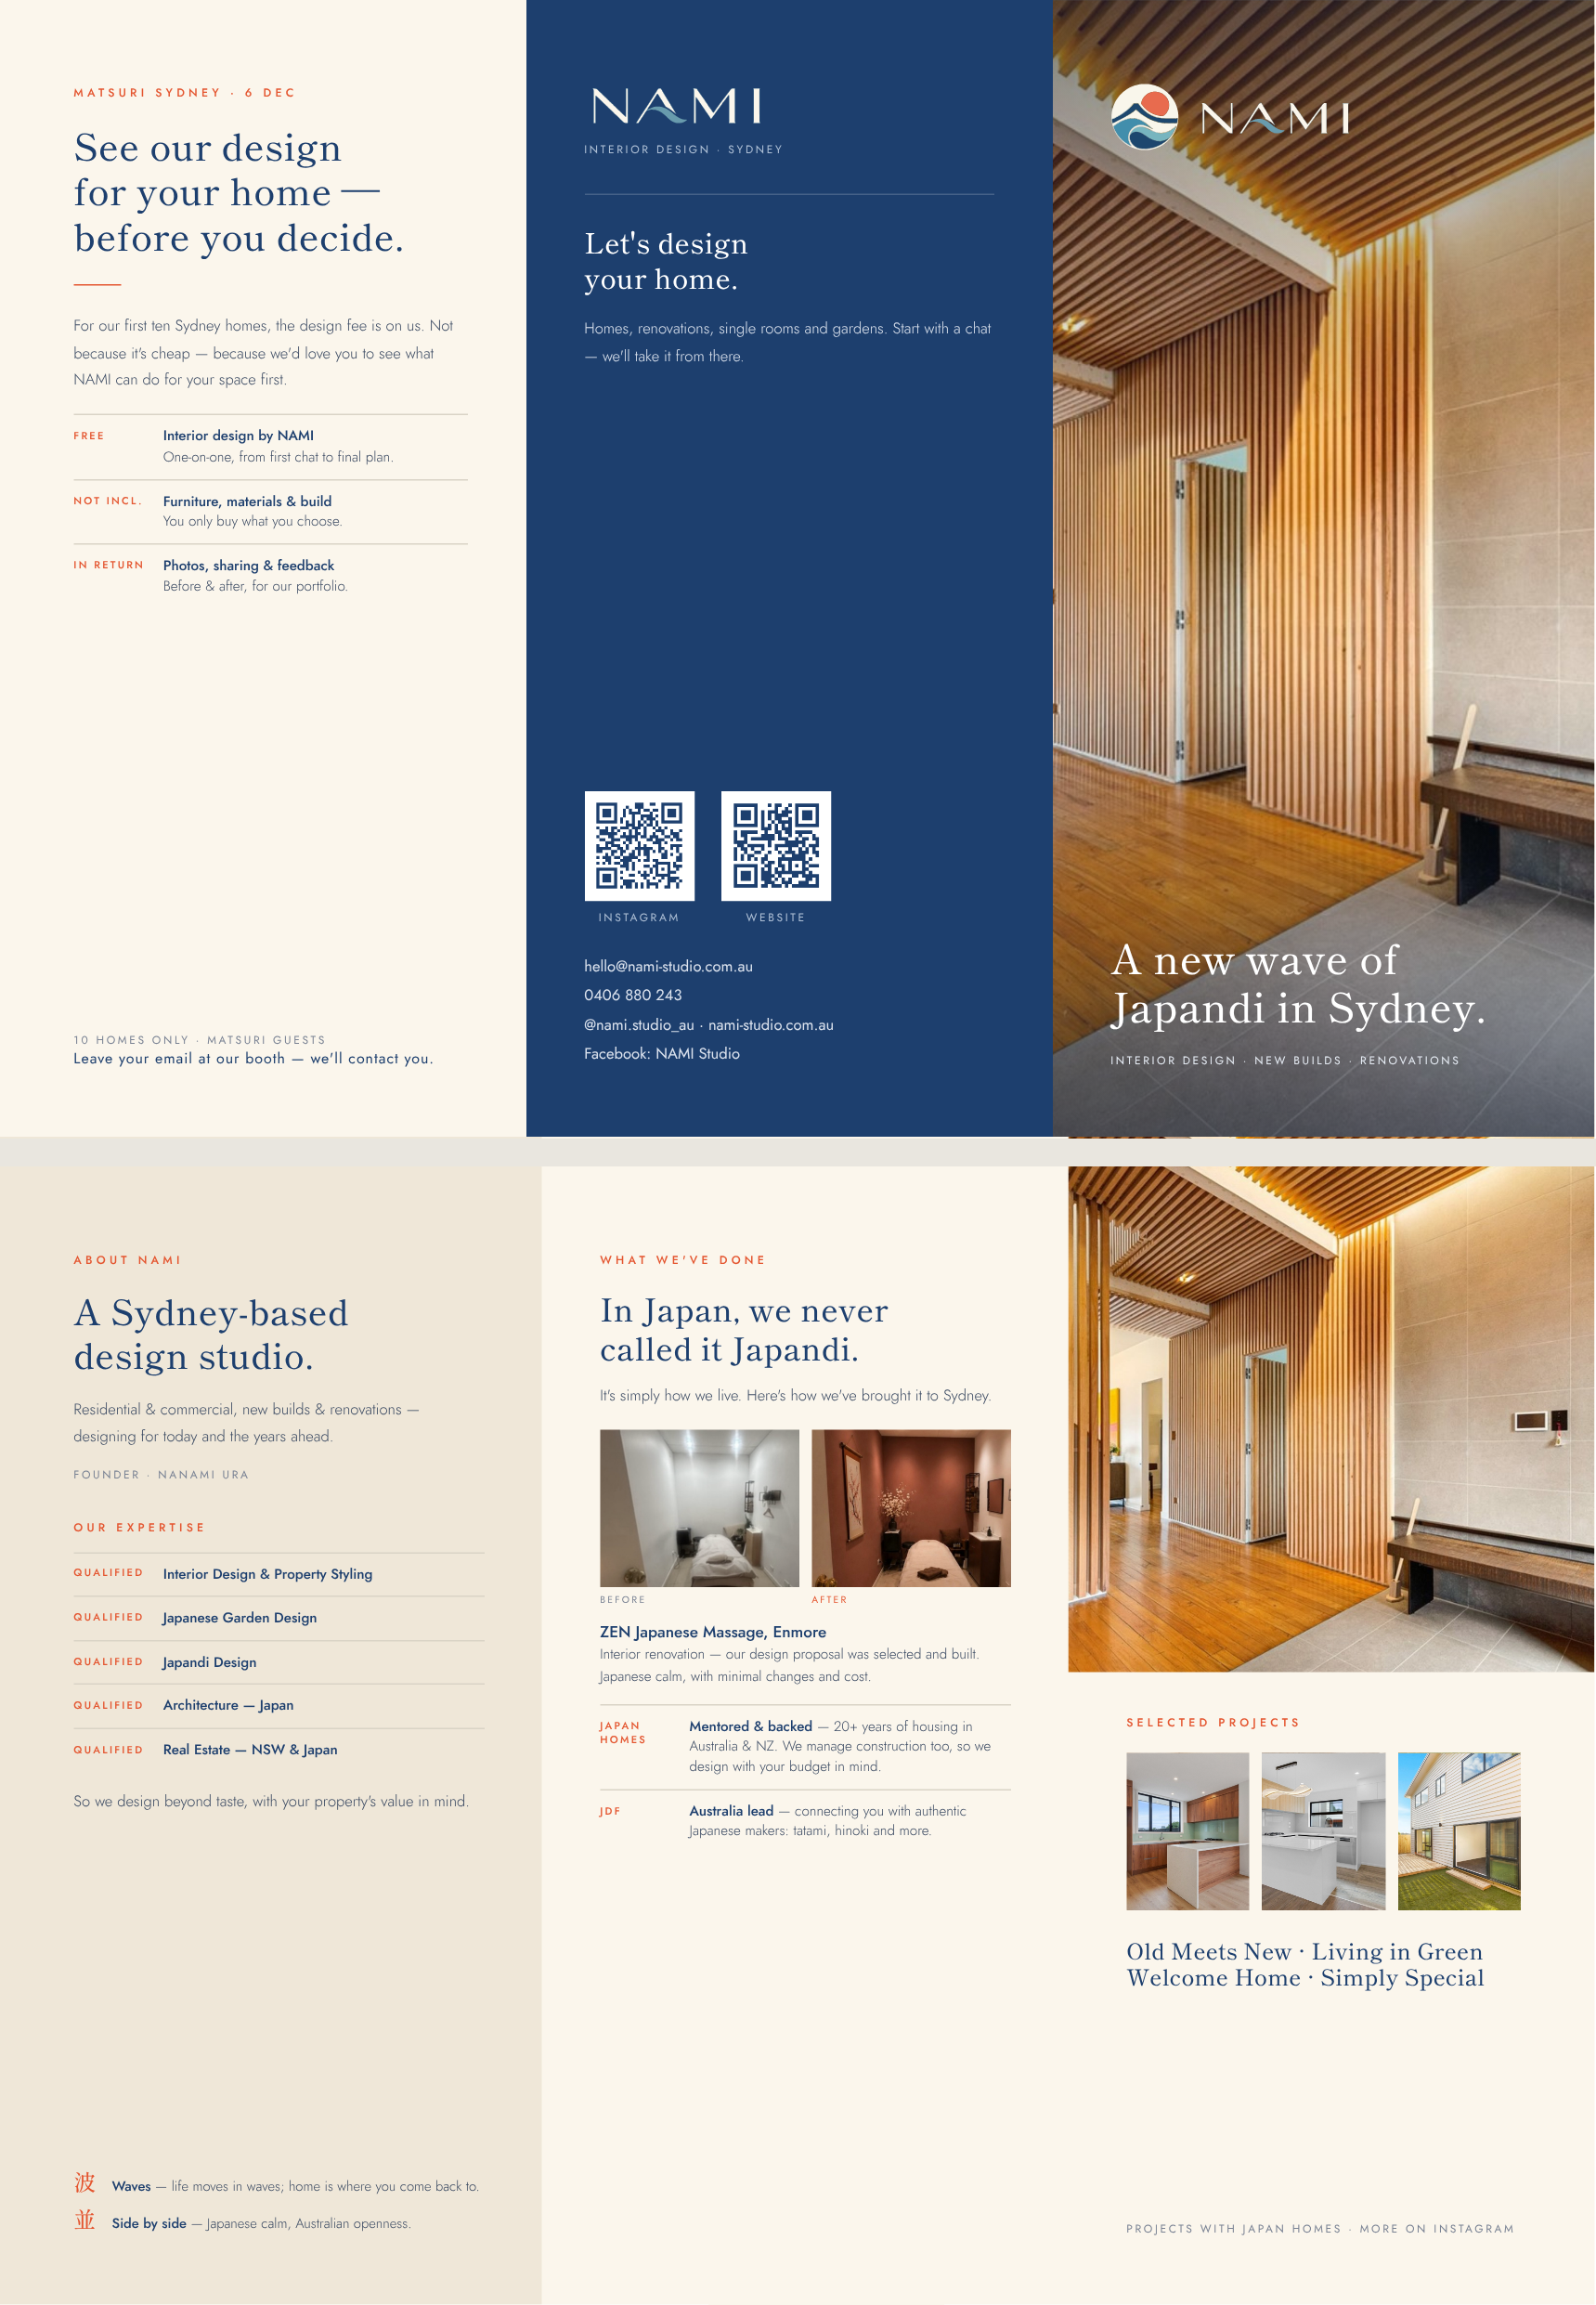 MATSURI SYDNEY · 6 DEC
See our design
for your home —
before you decide.
For our first ten Sydney homes, the design fee is on us. Not
because it's cheap — because we'd love you to see what
NAMI can do for your space first.
FREE
Interior design by NAMI
One-on-one, from first chat to final plan.
NOT INCL.
Furniture, materials & build
You only buy what you choose.
IN RETURN
Photos, sharing & feedback
Before & after, for our portfolio.
10 HOMES ONLY · MATSURI GUESTS
Leave your email at our booth — we'll contact you.
NAMI
INTERIOR DESIGN · SYDNEY
Let's design
your home.
Homes, renovations, single rooms and gardens. Start with a chat
— we'll take it from there.
INSTAGRAM
WEBSITE
hello@nami-studio.com.au
0406 880 243
@nami.studio_au · nami-studio.com.au
Facebook: NAMI Studio
NAMI
A new wave of
Japandi in Sydney.
INTERIOR DESIGN · NEW BUILDS · RENOVATIONS
ABOUT NAMI
A Sydney-based
design studio.
Residential & commercial, new builds & renovations —
designing for today and the years ahead.
FOUNDER · NANAMI URA
OUR EXPERTISE
QUALIFIED Interior Design & Property Styling
QUALIFIED Japanese Garden Design
QUALIFIED Japandi Design
QUALIFIED Architecture — Japan
QUALIFIED Real Estate — NSW & Japan
So we design beyond taste, with your property's value in mind.
波 Waves — life moves in waves; home is where you come back to.
並 Side by side — Japanese calm, Australian openness.
WHAT WE'VE DONE
In Japan, we never
called it Japandi.
It's simply how we live. Here's how we've brought it to Sydney.
BEFORE
AFTER
ZEN Japanese Massage, Enmore
Interior renovation — our design proposal was selected and built.
Japanese calm, with minimal changes and cost.
JAPAN
HOMES
Mentored & backed — 20+ years of housing in
Australia & NZ. We manage construction too, so we
design with your budget in mind.
JDF
Australia lead — connecting you with authentic
Japanese makers: tatami, hinoki and more.
SELECTED PROJECTS
Old Meets New · Living in Green
Welcome Home · Simply Special
PROJECTS WITH JAPAN HOMES · MORE ON INSTAGRAM